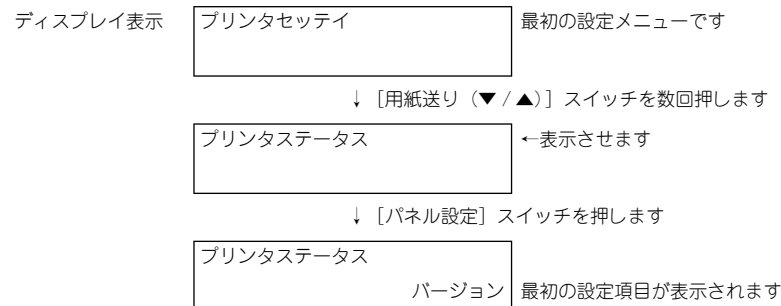 ディスプレイ表示 プリンタセッテイ 最初の設定メニューです
↓ [用紙送り（▼/▲）] スイッチを数回押します
プリンタステータス ←表示させます
↓ [パネル設定] スイッチを押します
プリンタステータス
バージョン 最初の設定項目が表示されます